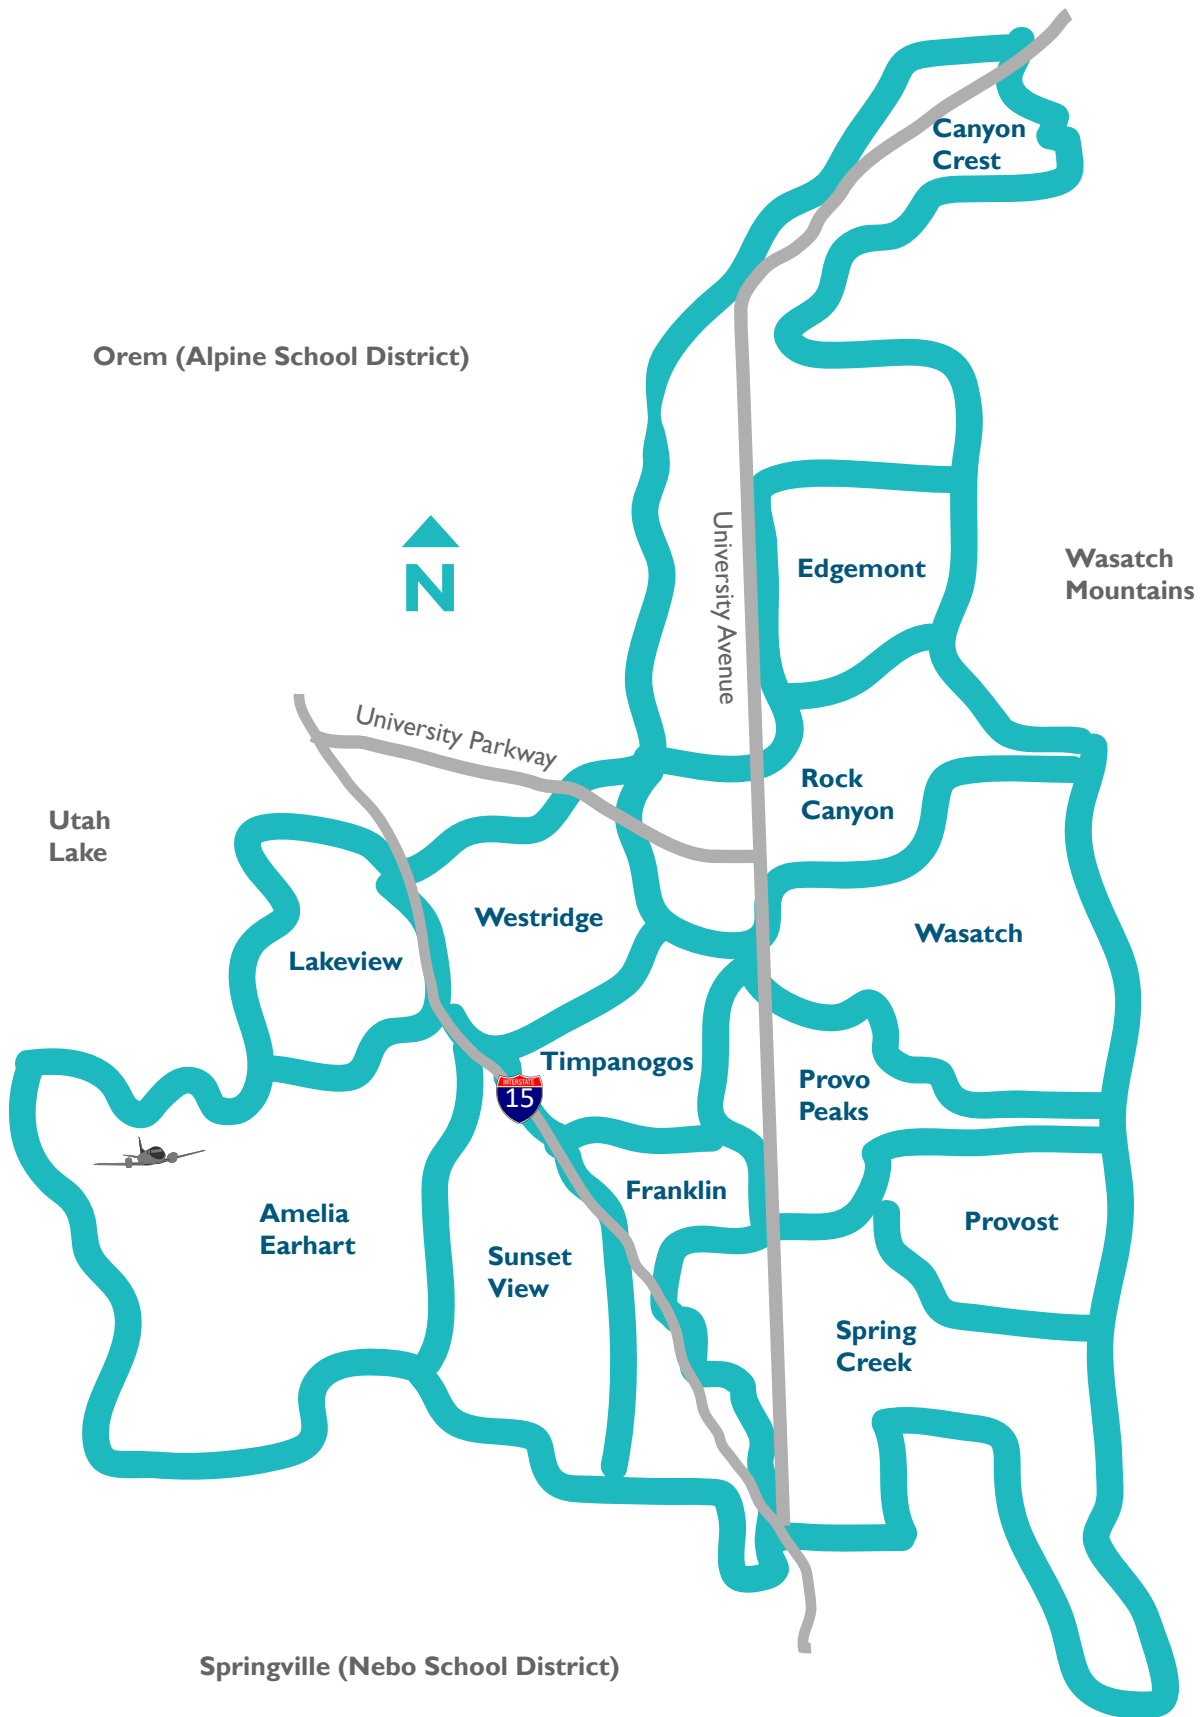 Canyon
Crest
Orem (Alpine School District)
University Avenue
Edgemont
Wasatch
Mountains
N
University Parkway
Rock
Canyon
Utah
Lake
Westridge
Wasatch
Lakeview
Timpanogos
INTERSTATE
15
Provo
Peaks
Franklin
Amelia
Earhart
Provost
Sunset
View
Spring
Creek
Springville (Nebo School District)